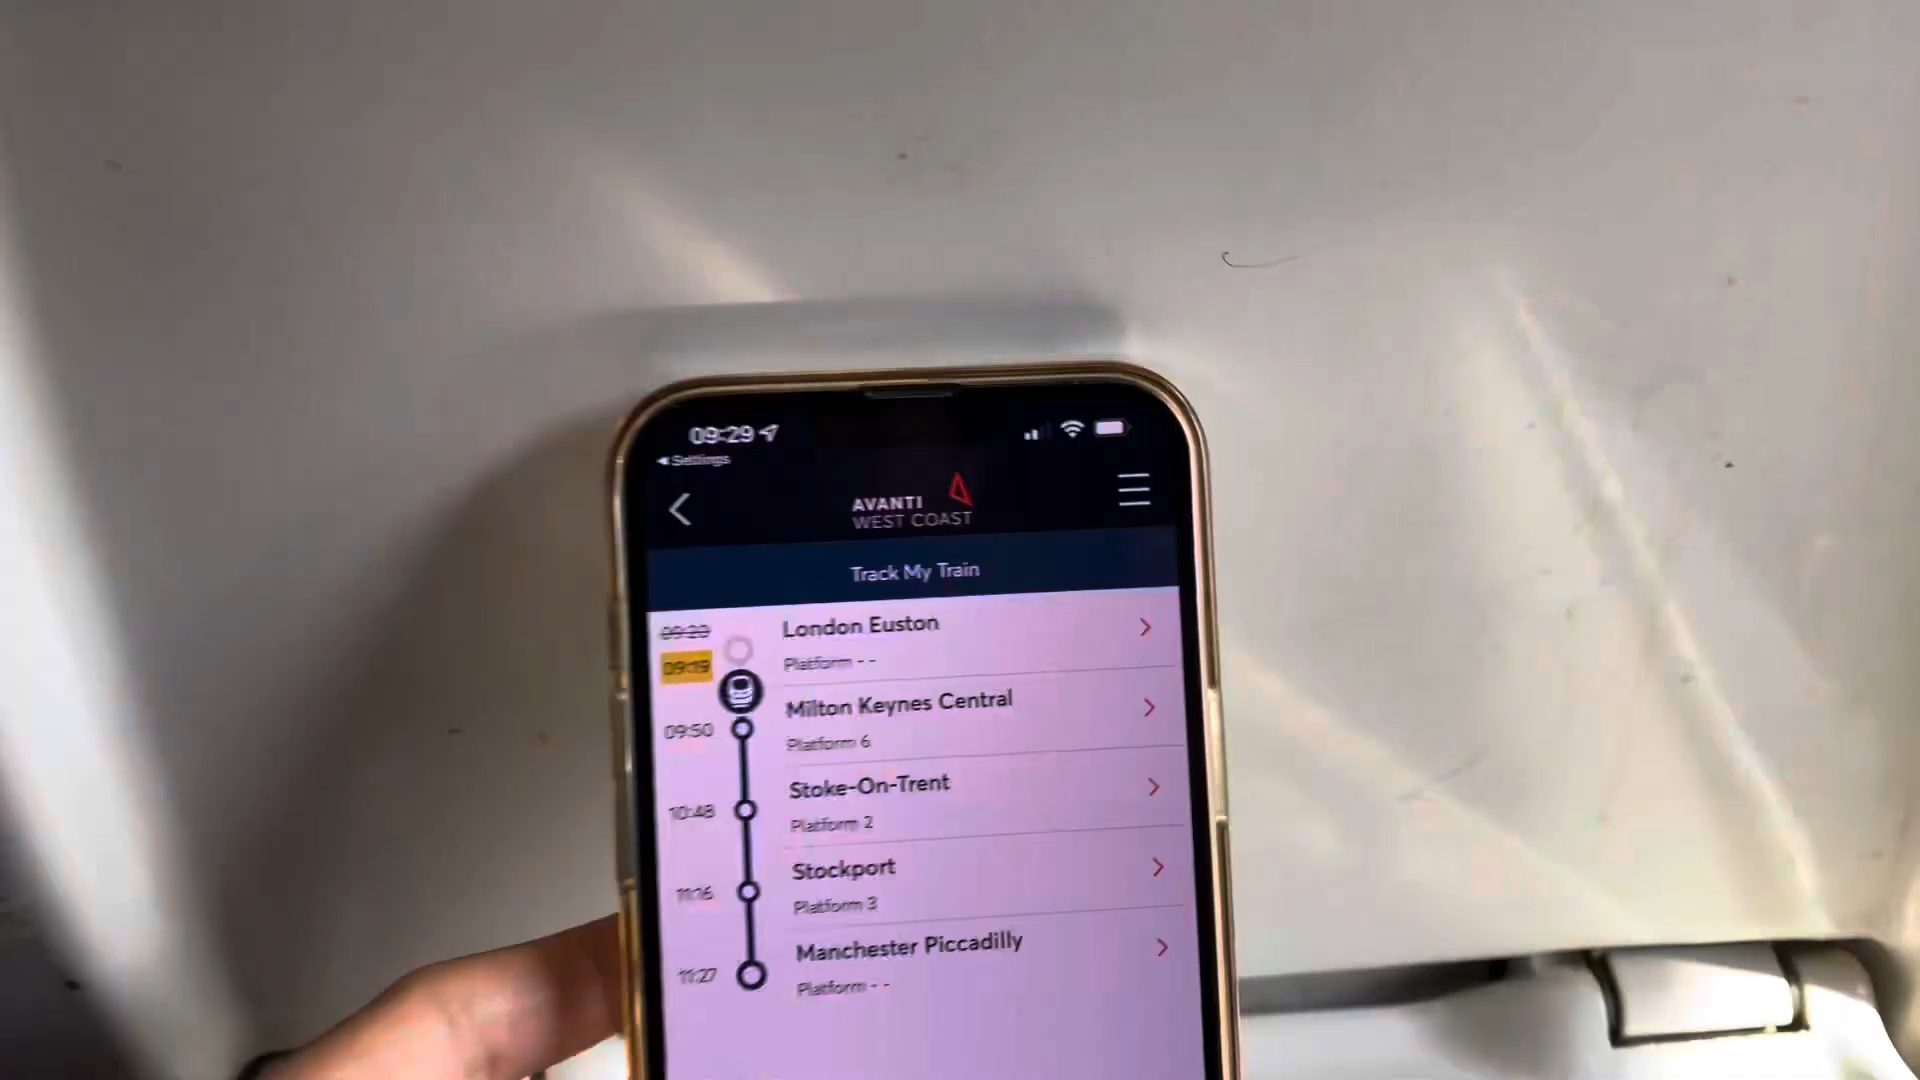 09:29
Settings
AVANTI
WEST COAST
Track My Train
09:20
London Euston
09:19
Platform - -
Milton Keynes Central
09:50
Platform 6
Stoke-On-Trent
10:48
Platform 2
Stockport
11:16
Platform 3
Manchester Piccadilly
11:27
Platform - -